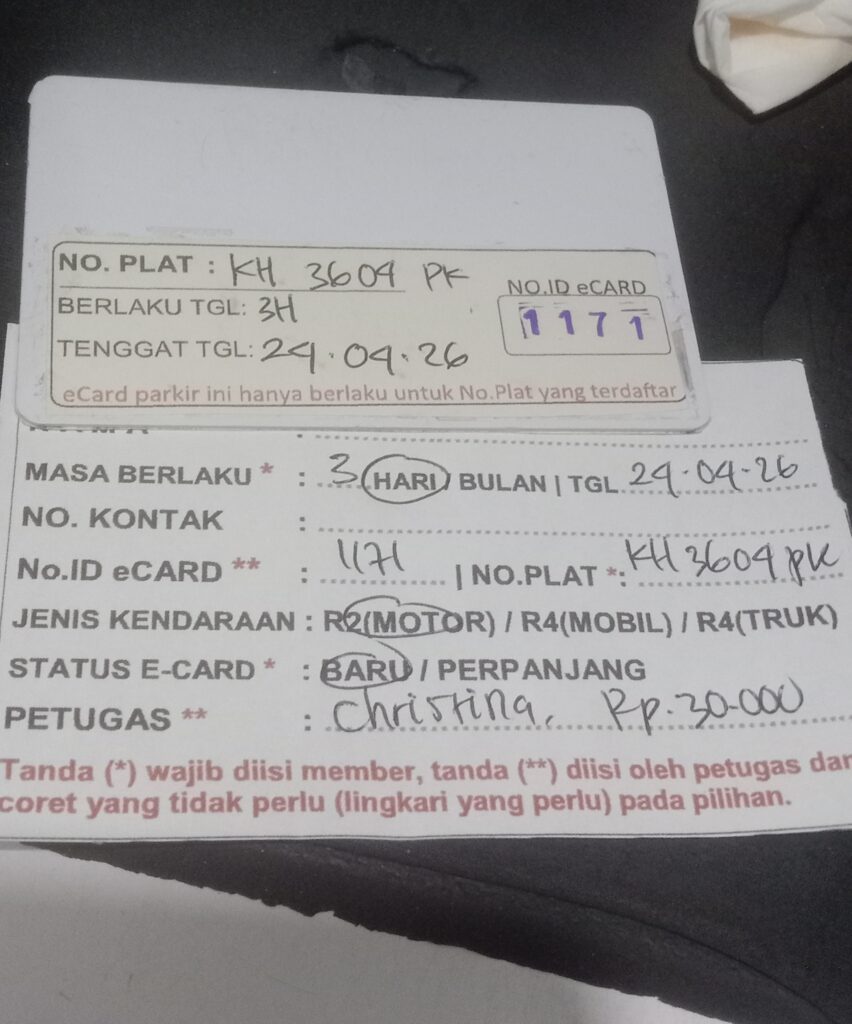 NO. PLAT : KH 3604 PK
NO.ID eCARD
BERLAKU TGL: 3H
1171
TENGGAT TGL: 24.04.26
eCard parkir ini hanya berlaku untuk No.Plat yang terdaftar
MASA BERLAKU * : 3 HARI / BULAN | TGL 24.04-26
NO. KONTAK :
No.ID eCARD ** : 1171 | NO.PLAT *: KH 3604 PK
JENIS KENDARAAN : R2(MOTOR) / R4(MOBIL) / R4(TRUK)
STATUS E-CARD * : BARU / PERPANJANG
PETUGAS ** : Christina, Rp.30.000
Tanda (*) wajib diisi member, tanda (**) diisi oleh petugas dan
coret yang tidak perlu (lingkari yang perlu) pada pilihan.